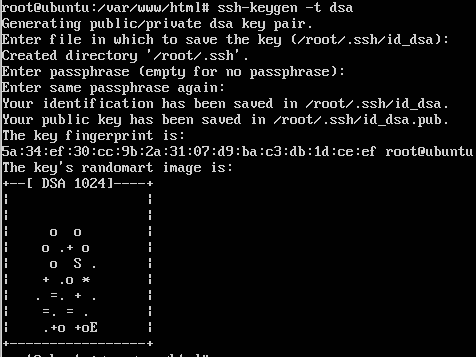 root@ubuntu:/var/www/html# ssh-keygen -t dsa
Generating public/private dsa key pair.
Enter file in which to save the key (/root/.ssh/id_dsa):
Created directory '/root/.ssh'.
Enter passphrase (empty for no passphrase):
Enter same passphrase again:
Your identification has been saved in /root/.ssh/id_dsa.
Your public key has been saved in /root/.ssh/id_dsa.pub.
The key fingerprint is:
5a:34:ef:30:cc:9b:2a:31:07:d9:ba:c3:db:1d:ce:ef root@ubuntu
The key's randomart image is:
+--[ DSA 1024]----+
|                 |
|                 |
|     o  o        |
|    o .+ o       |
|     o  S .      |
|    + .o *       |
|   . =. + .      |
|    =. = .       |
|    .+o +oE      |
+-----------------+